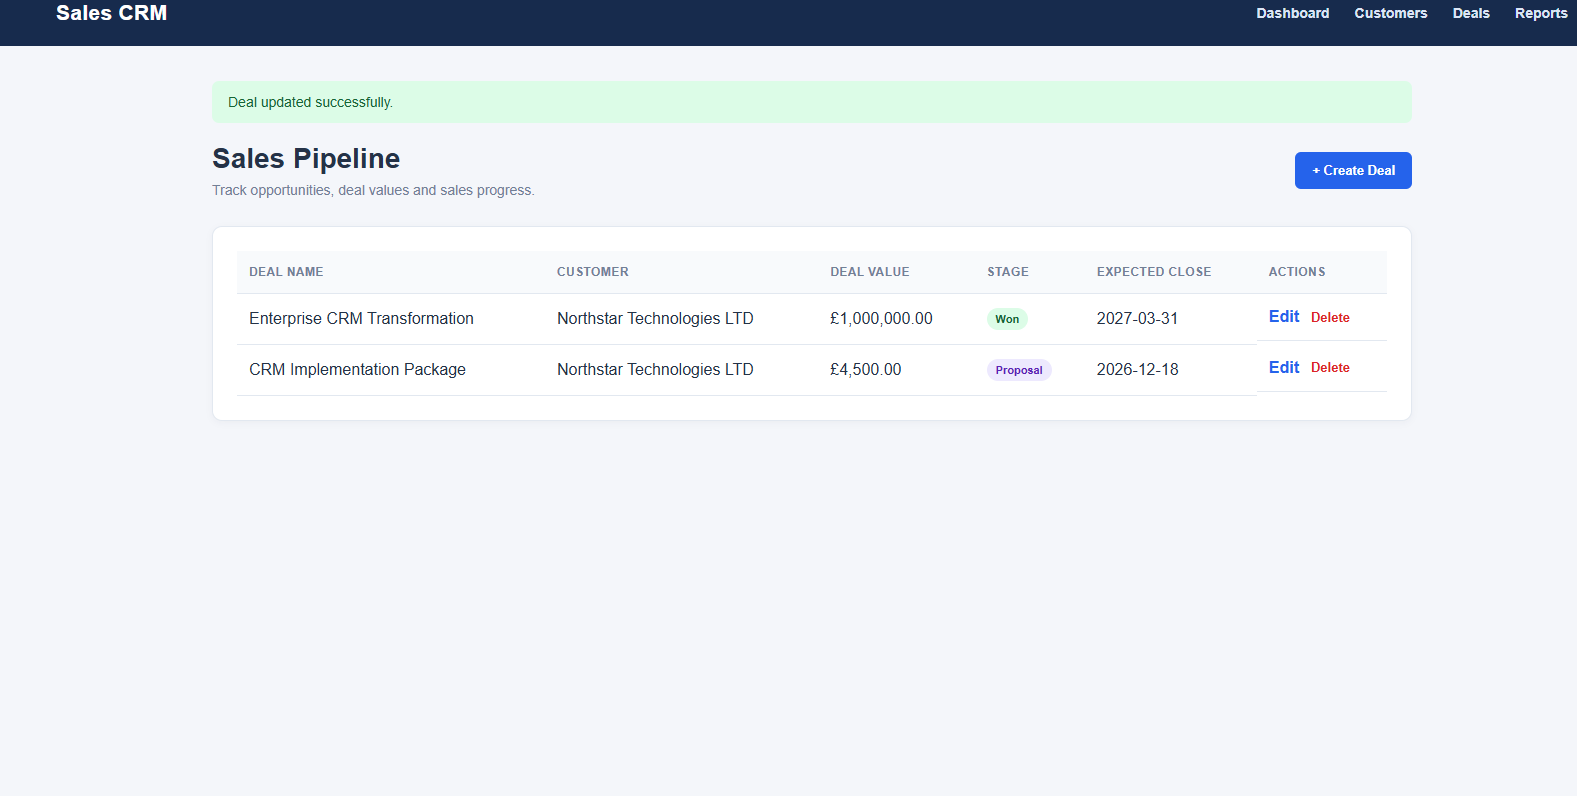 Sales CRM Dashboard Customers Deals Reports
Deal updated successfully.
Sales Pipeline
Track opportunities, deal values and sales progress.
+ Create Deal
DEAL NAME CUSTOMER DEAL VALUE STAGE EXPECTED CLOSE ACTIONS
Enterprise CRM Transformation Northstar Technologies LTD £1,000,000.00 Won 2027-03-31 Edit Delete
CRM Implementation Package Northstar Technologies LTD £4,500.00 Proposal 2026-12-18 Edit Delete